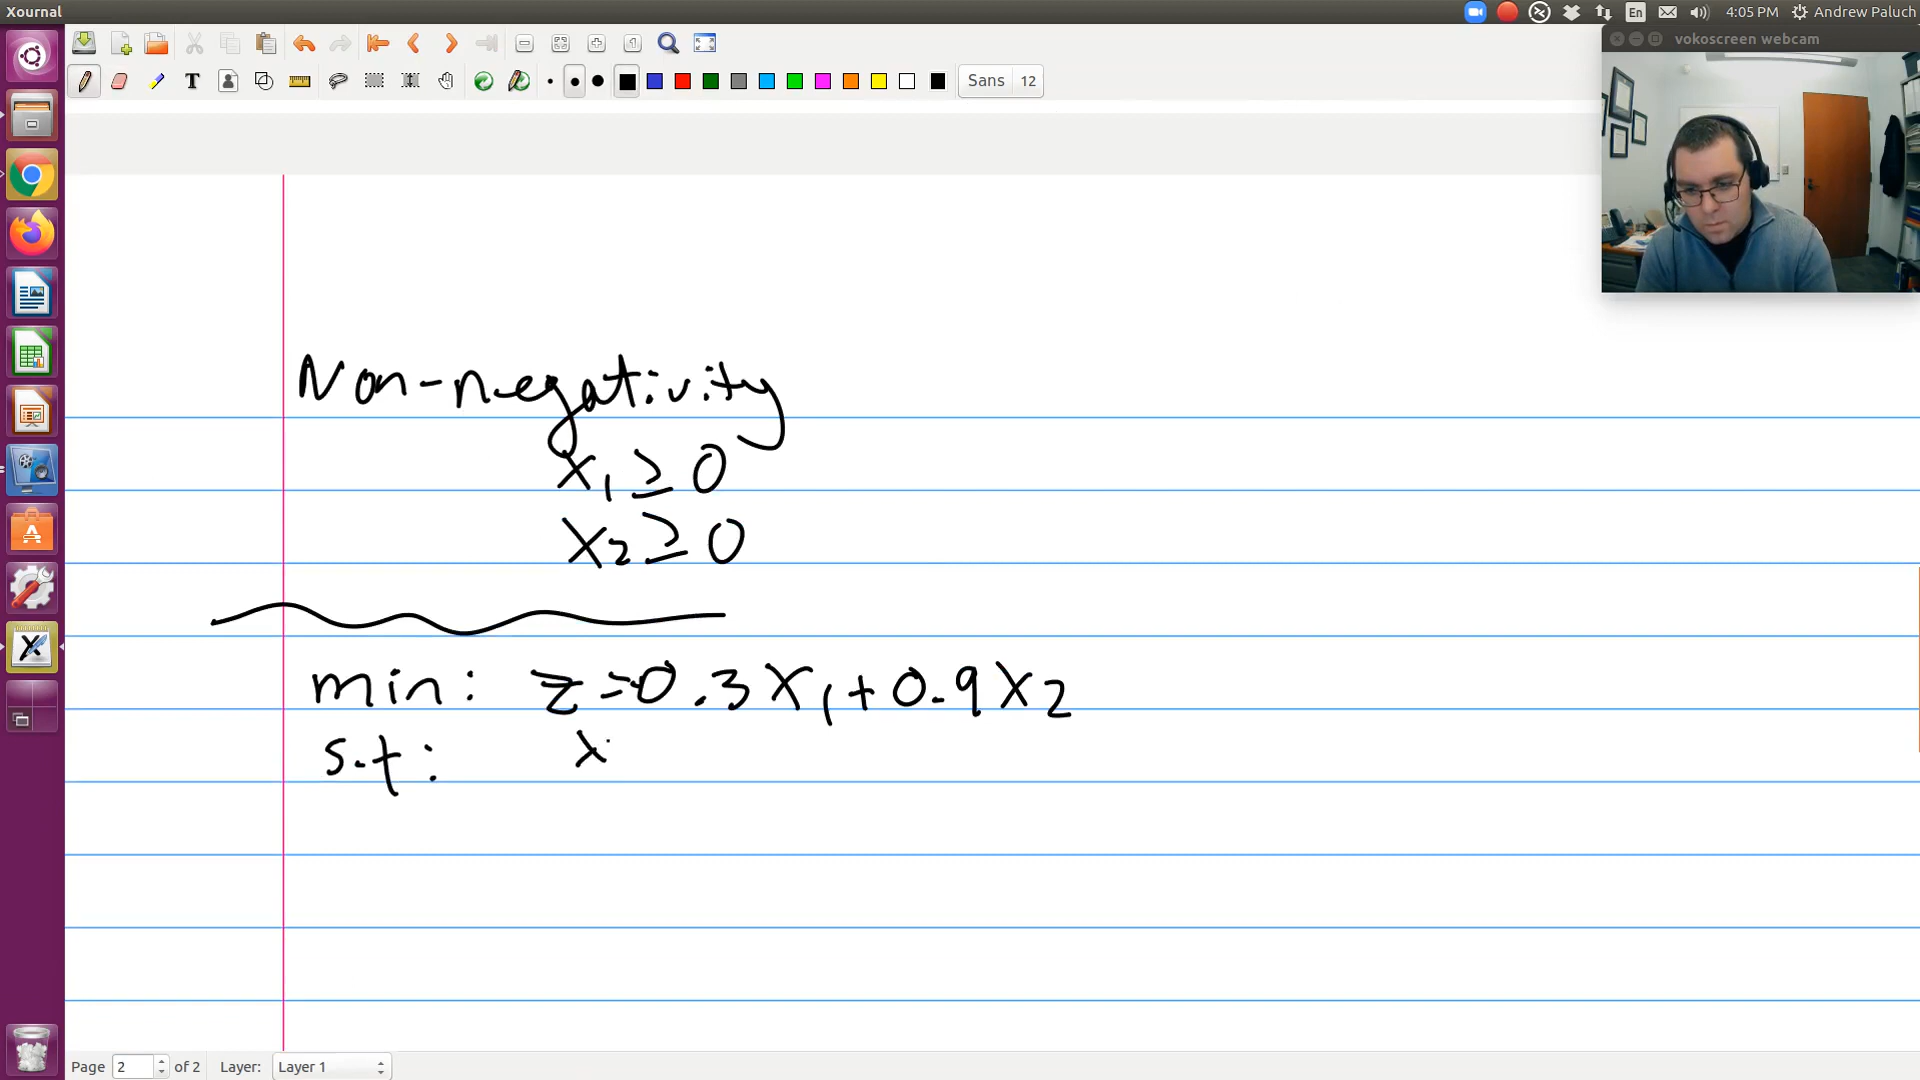 Xournal
En 4:05 PM Andrew Paluch
vokoscreen webcam
Sans 12
Non-negativity
x₁ ≥ 0
x₂ ≥ 0
min: z = 0.3x₁ + 0.9x₂
s.t: x
Page 2 of 2 Layer: Layer 1